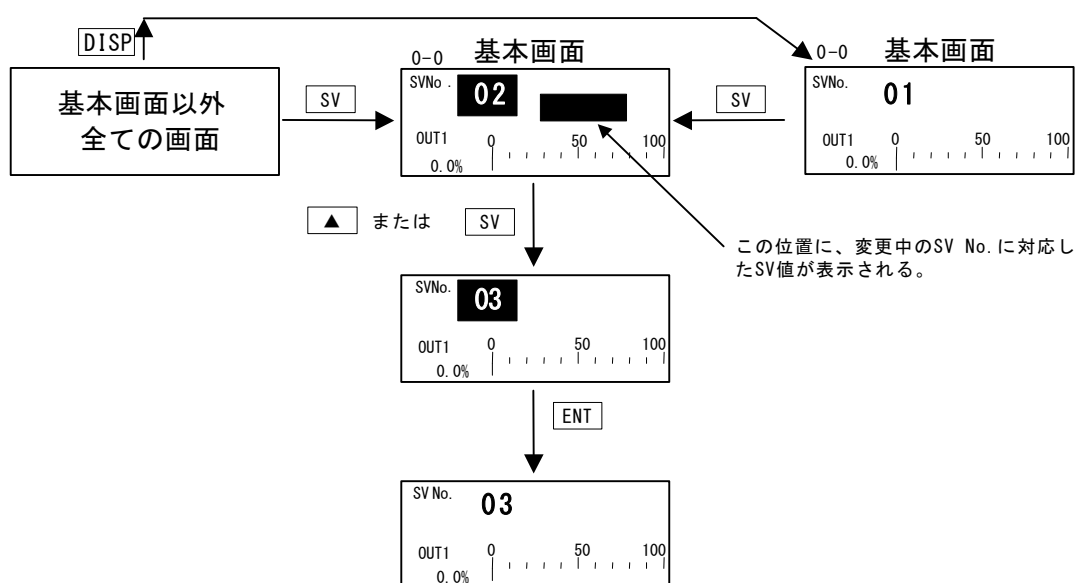 DISP
基本画面以外
全ての画面
SV
0-0 基本画面
SVNo.
02
OUT1 0 50 100
0.0%
SV
0-0 基本画面
SVNo.
01
OUT1 0 50 100
0.0%
▲ または SV
この位置に、変更中のSV No.に対応し
たSV値が表示される。
SVNo.
03
OUT1 0 50 100
0.0%
ENT
SV No.
03
OUT1 0 50 100
0.0%